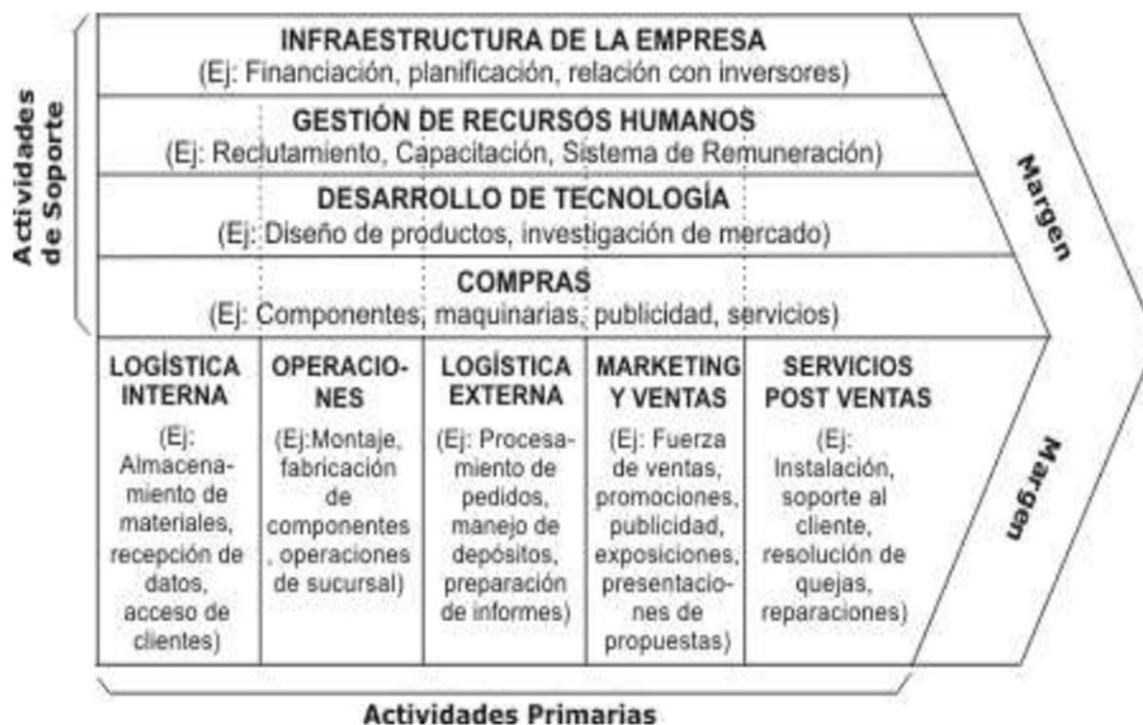 Actividades
de Soporte
INFRAESTRUCTURA DE LA EMPRESA
(Ej: Financiación, planificación, relación con inversores)
GESTIÓN DE RECURSOS HUMANOS
(Ej: Reclutamiento, Capacitación, Sistema de Remuneración)
DESARROLLO DE TECNOLOGÍA
(Ej: Diseño de productos, investigación de mercado)
COMPRAS
(Ej: Componentes, maquinarias, publicidad, servicios)
Margen
LOGÍSTICA
INTERNA
(Ej:
Almacena-
miento de
materiales,
recepción de
datos,
acceso de
clientes)
OPERACIO-
NES
(Ej:Montaje,
fabricación
de
componentes
, operaciones
de sucursal)
LOGÍSTICA
EXTERNA
(Ej: Procesa-
miento de
pedidos,
manejo de
depósitos,
preparación
de informes)
MARKETING
Y VENTAS
(Ej: Fuerza
de ventas,
promociones,
publicidad,
exposiciones,
presentacio-
nes de
propuestas)
SERVICIOS
POST VENTAS
(Ej:
Instalación,
soporte al
cliente,
resolución de
quejas,
reparaciones)
Margen
Actividades Primarias